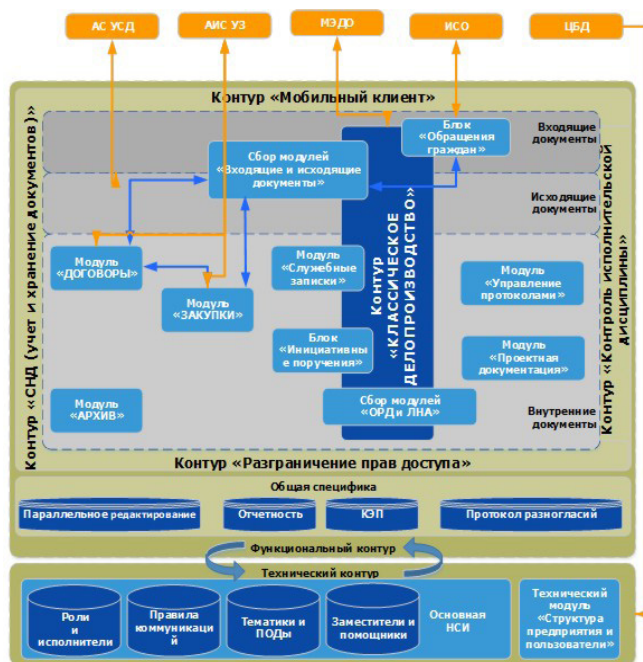 АС УСД
АИС УЗ
МЭДО
ИСО
ЦБД
Контур «Мобильный клиент»
Контур «СНД (учет и хранение документов)»
Контур «Контроль исполнительской
дисциплины»
Входящие
документы
Блок
«Обращения
граждан»
Сбор модулей
«Входящие и исходящие
документы»
Исходящие
документы
Контур
«КЛАССИЧЕСКОЕ
ДЕЛОПРОИЗВОДСТВО»
Модуль
«ДОГОВОРЫ»
Модуль
«Служебные
записки»
Модуль
«Управление
протоколами»
Модуль
«ЗАКУПКИ»
Блок
«Инициативны
е поручения»
Модуль
«Проектная
документация»
Модуль
«АРХИВ»
Сбор модулей
«ОРД и ЛНА»
Внутренние
документы
Контур «Разграничение прав доступа»
Общая специфика
Параллельное редактирование
Отчетность
КЭП
Протокол разногласий
Функциональный контур
Технический контур
Роли
и
исполнители
Правила
коммуникаци
й
Тематики и
ПОДы
Заместители и
помощники
Основная
НСИ
Технический
модуль
«Структура
предприятия и
пользователи»